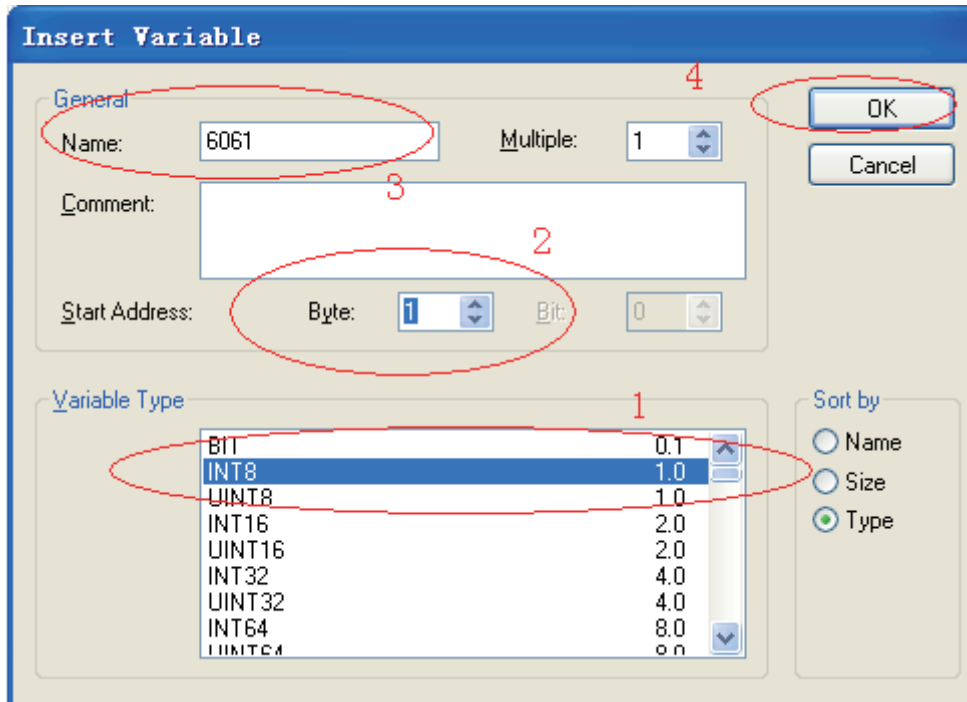 Insert Variable
4
General
OK
Name: 6061 Multiple: 1
Cancel
3
Comment:
2
Start Address: Byte: 1 Bit: 0
Variable Type
1
Sort by
BIT 0.1
Name
INT8 1.0
Size
UINT8 1.0
INT16 2.0
Type
UINT16 2.0
INT32 4.0
UINT32 4.0
INT64 8.0